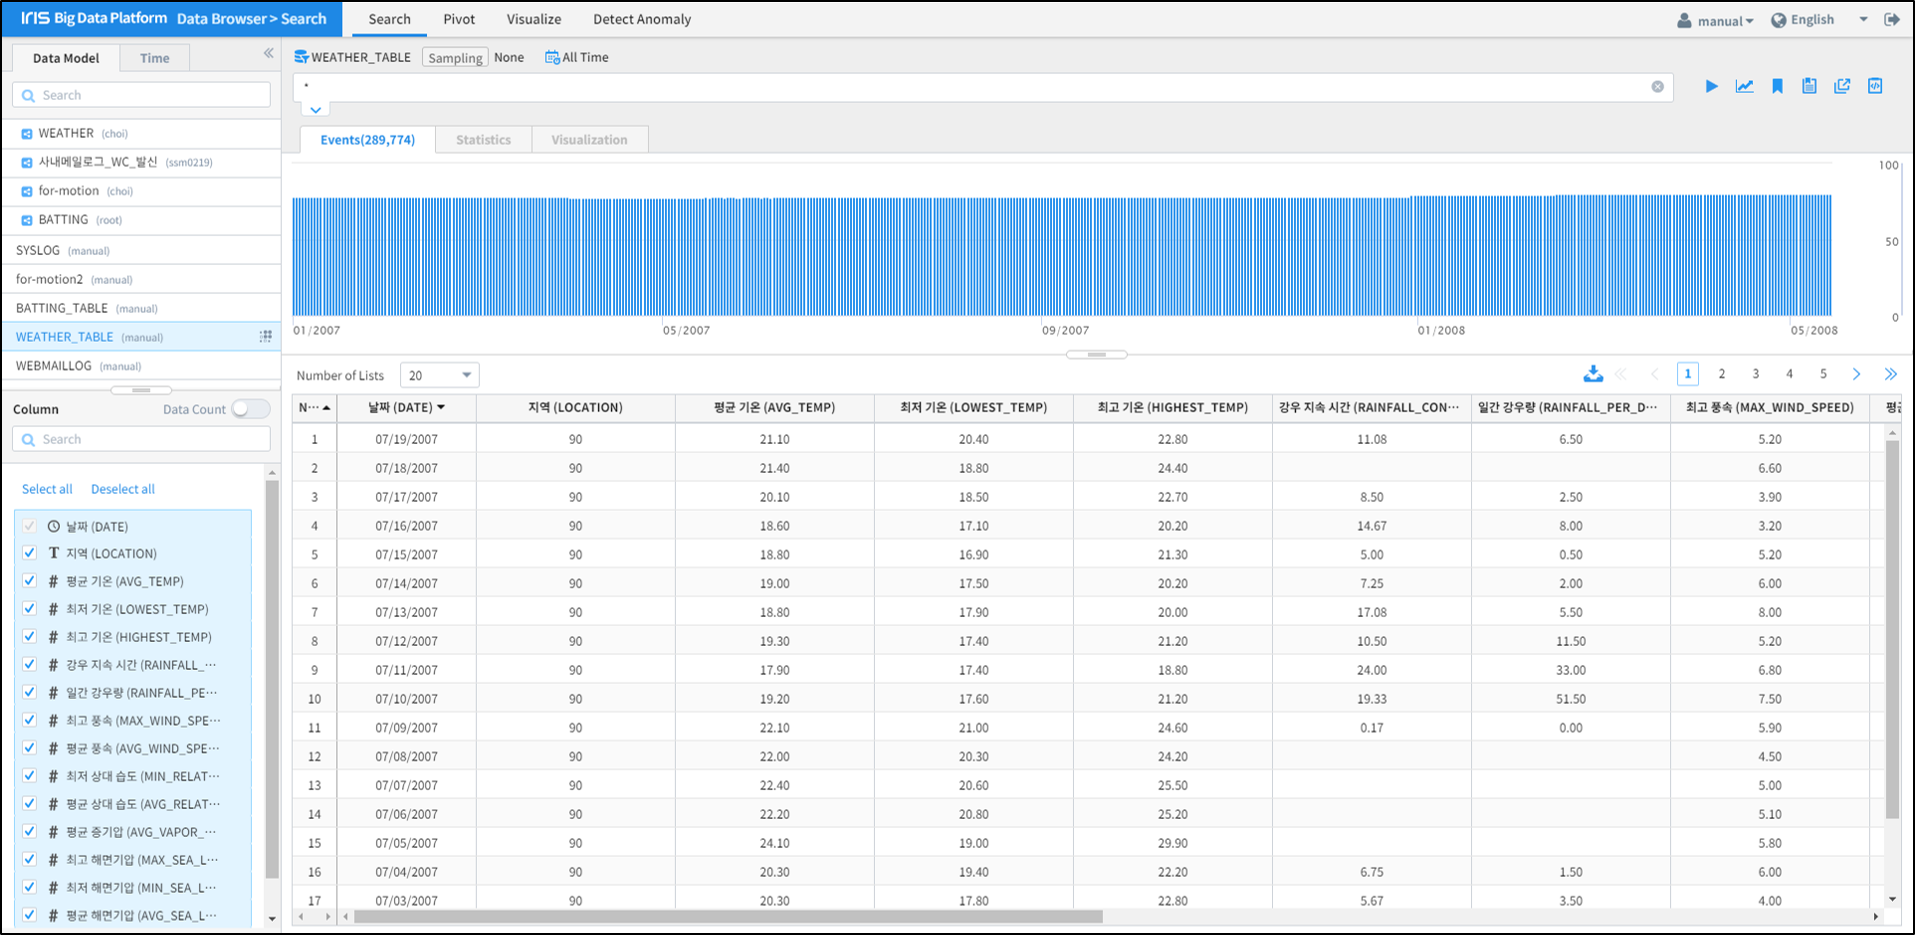 IRIS Big Data Platform Data Browser > Search Search Pivot Visualize Detect Anomaly manual English
Data Model Time
Search
WEATHER (choi)
사내메일로그_WC_발신 (ssm0219)
for-motion (choi)
BATTING (root)
SYSLOG (manual)
for-motion2 (manual)
BATTING_TABLE (manual)
WEATHER_TABLE (manual)
WEBMAILLOG (manual)
Column Data Count
Search
Select all Deselect all
날짜 (DATE)
T 지역 (LOCATION)
# 평균 기온 (AVG_TEMP)
# 최저 기온 (LOWEST_TEMP)
# 최고 기온 (HIGHEST_TEMP)
# 강우 지속 시간 (RAINFALL_···
# 일간 강우량 (RAINFALL_PE···
# 최고 풍속 (MAX_WIND_SPE···
# 평균 풍속 (AVG_WIND_SPE···
# 최저 상대 습도 (MIN_RELAT···
# 평균 상대 습도 (AVG_RELAT···
# 평균 증기압 (AVG_VAPOR_···
# 최고 해면기압 (MAX_SEA_L···
# 최저 해면기압 (MIN_SEA_L···
# 평균 해면기압 (AVG_SEA_L···
WEATHER_TABLE Sampling None All Time
*
Events(289,774) Statistics Visualization
100
50
0
01/2007 05/2007 09/2007 01/2008 05/2008
Number of Lists 20 1 2 3 4 5
N··· 날짜 (DATE) 지역 (LOCATION) 평균 기온 (AVG_TEMP) 최저 기온 (LOWEST_TEMP) 최고 기온 (HIGHEST_TEMP) 강우 지속 시간 (RAINFALL_CON··· 일간 강우량 (RAINFALL_PER_D··· 최고 풍속 (MAX_WIND_SPEED)
1 07/19/2007 90 21.10 20.40 22.80 11.08 6.50 5.20
2 07/18/2007 90 21.40 18.80 24.40 6.60
3 07/17/2007 90 20.10 18.50 22.70 8.50 2.50 3.90
4 07/16/2007 90 18.60 17.10 20.20 14.67 8.00 3.20
5 07/15/2007 90 18.80 16.90 21.30 5.00 0.50 5.20
6 07/14/2007 90 19.00 17.50 20.20 7.25 2.00 6.00
7 07/13/2007 90 18.80 17.90 20.00 17.08 5.50 8.00
8 07/12/2007 90 19.30 17.40 21.20 10.50 11.50 5.20
9 07/11/2007 90 17.90 17.40 18.80 24.00 33.00 6.80
10 07/10/2007 90 19.20 17.60 21.20 19.33 51.50 7.50
11 07/09/2007 90 22.10 21.00 24.60 0.17 0.00 5.90
12 07/08/2007 90 22.00 20.30 24.20 4.50
13 07/07/2007 90 22.40 20.60 25.50 5.00
14 07/06/2007 90 22.20 20.80 25.20 5.10
15 07/05/2007 90 24.10 19.00 29.90 5.80
16 07/04/2007 90 20.30 19.40 22.20 6.75 1.50 6.00
17 07/03/2007 90 20.30 17.80 22.80 5.67 3.50 4.00